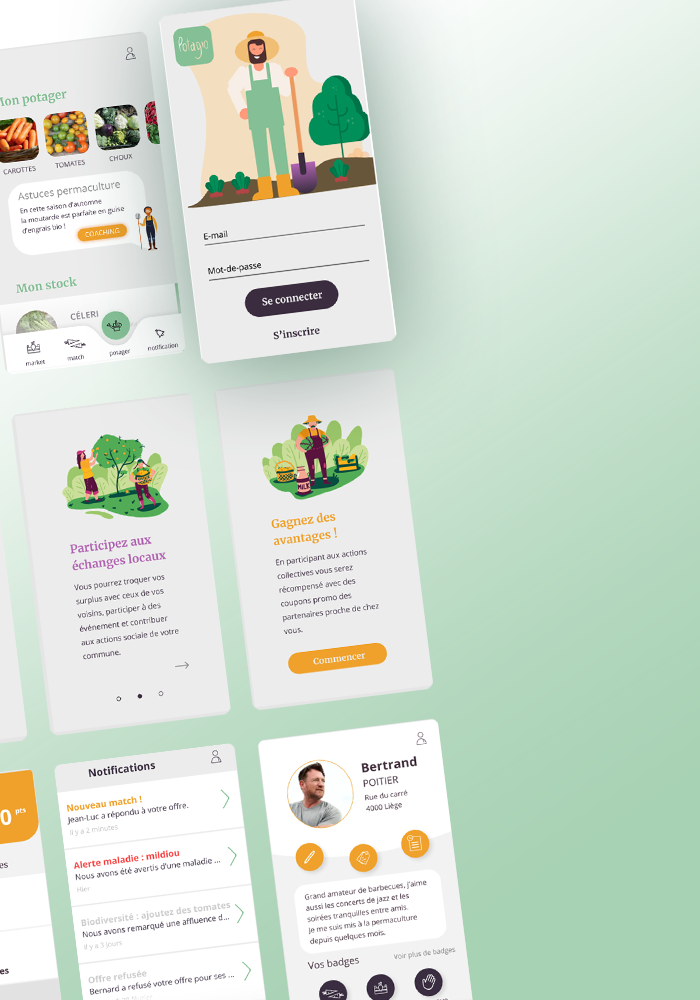 Mon potager
CAROTTES
TOMATES
CHOUX
Astuces permaculture
En cette saison d'automne
la moutarde est parfaite en guise
d'engrais bio !
COACHING
Mon stock
CÉLERI
market
match
potager
notification
Potagio
E-mail
Mot-de-passe
Se connecter
S'inscrire
Participez aux
échanges locaux
Vous pourrez troquer vos
surplus avec ceux de vos
voisins, participer à des
événement et contribuer
aux actions sociale de votre
commune.
MILK
Gagnez des
avantages !
En participant aux actions
collectives vous serez
récompensé avec des
coupons promo des
partenaires proche de chez
vous.
Commencer
0 pts
es
es
Notifications
Nouveau match !
Jean-Luc a répondu à votre offre.
Il y a 2 minutes
Alerte maladie : mildiou
Nous avons été avertis d'une maladie ...
Hier
Biodiversité : ajoutez des tomates
Nous avons remarqué une affluence d...
Il y a 3 jours
Offre refusée
Bernard a refusé votre offre pour ses ...
Bertrand
POITIER
Rue du carré
4000 Liège
Grand amateur de barbecues, j'aime
aussi les concerts de jazz et les
soirées tranquilles entre amis.
Je me suis mis à la permaculture
depuis quelques mois.
Vos badges
Voir plus de badges